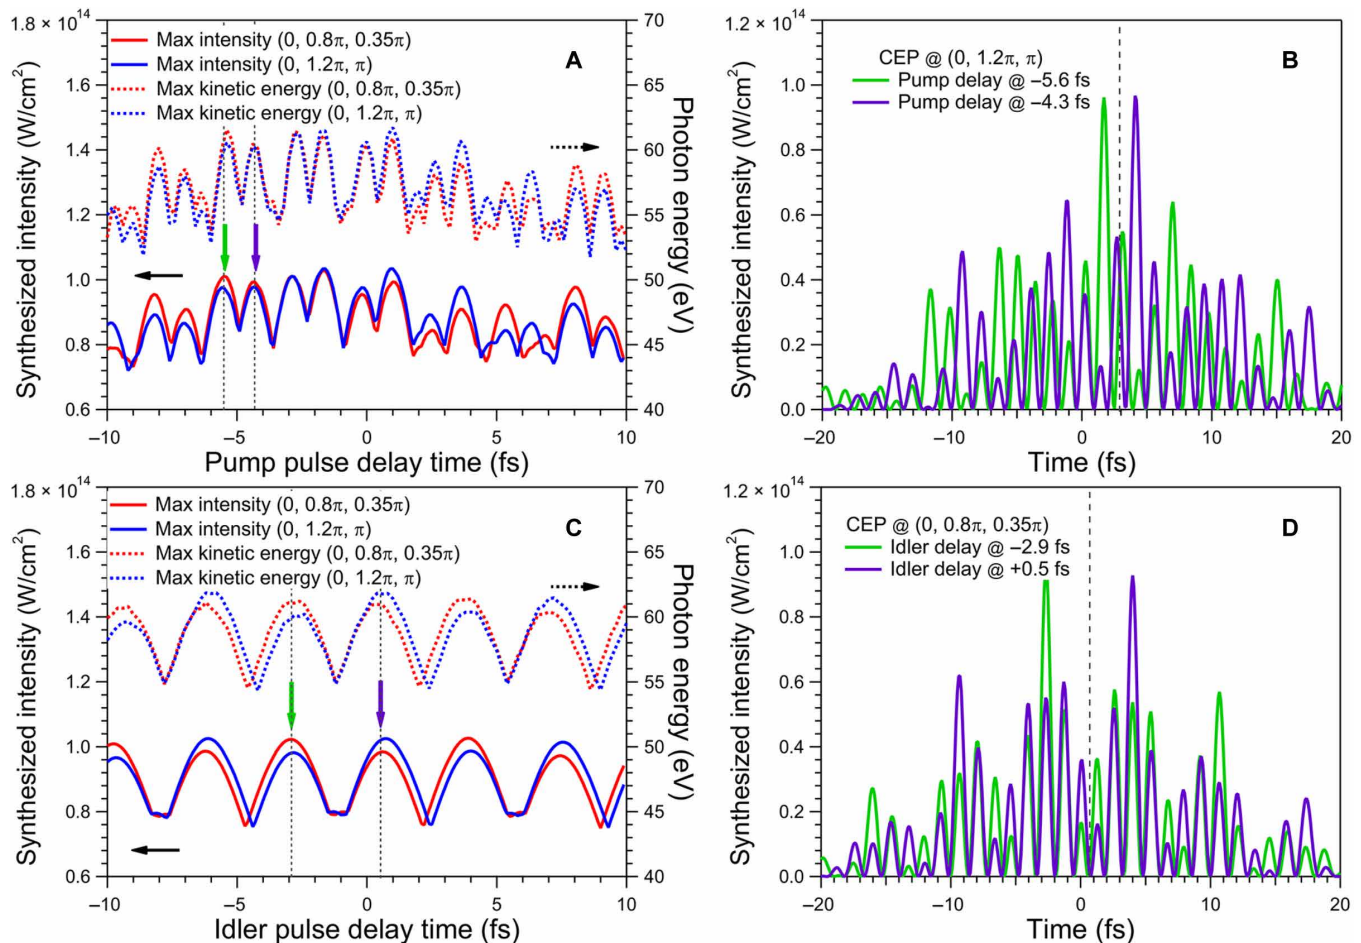 A
Max intensity (0, 0.8π, 0.35π)
Max intensity (0, 1.2π, π)
Max kinetic energy (0, 0.8π, 0.35π)
Max kinetic energy (0, 1.2π, π)
Synthesized intensity (W/cm²)
1.8 × 10¹⁴
1.6
1.4
1.2
1.0
0.8
0.6
Photon energy (eV)
70
65
60
55
50
45
40
–10
–5
0
5
10
Pump pulse delay time (fs)
B
CEP @ (0, 1.2π, π)
Pump delay @ –5.6 fs
Pump delay @ –4.3 fs
Synthesized intensity (W/cm²)
1.2 × 10¹⁴
1.0
0.8
0.6
0.4
0.2
0.0
–20
–10
0
10
20
Time (fs)
C
Max intensity (0, 0.8π, 0.35π)
Max intensity (0, 1.2π, π)
Max kinetic energy (0, 0.8π, 0.35π)
Max kinetic energy (0, 1.2π, π)
Synthesized intensity (W/cm²)
1.8 × 10¹⁴
1.6
1.4
1.2
1.0
0.8
0.6
Photon energy (eV)
70
65
60
55
50
45
40
–10
–5
0
5
10
Idler pulse delay time (fs)
D
CEP @ (0, 0.8π, 0.35π)
Idler delay @ –2.9 fs
Idler delay @ +0.5 fs
Synthesized intensity (W/cm²)
1.2 × 10¹⁴
1.0
0.8
0.6
0.4
0.2
0.0
–20
–10
0
10
20
Time (fs)